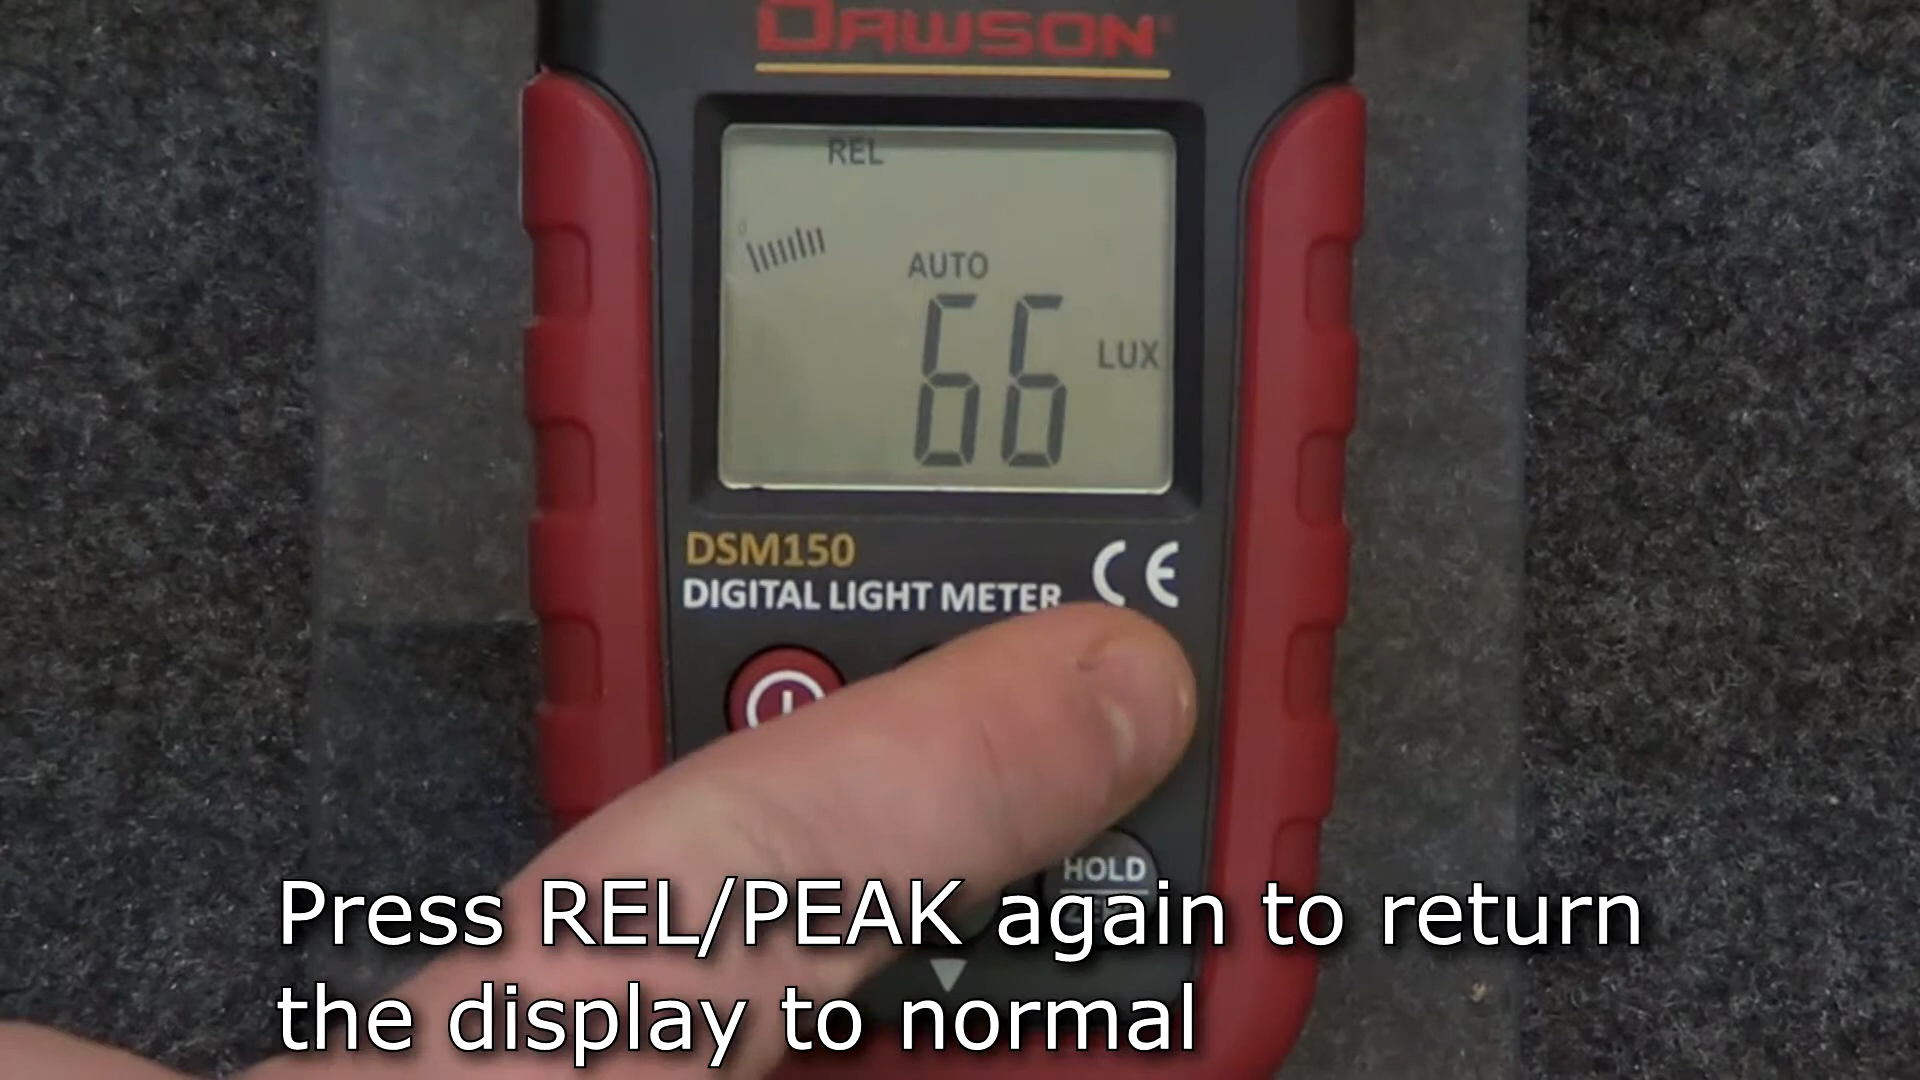 DAWSON
REL
0
AUTO
66
LUX
DSM150
CE
DIGITAL LIGHT METER
HOLD
Press REL/PEAK again to return
the display to normal